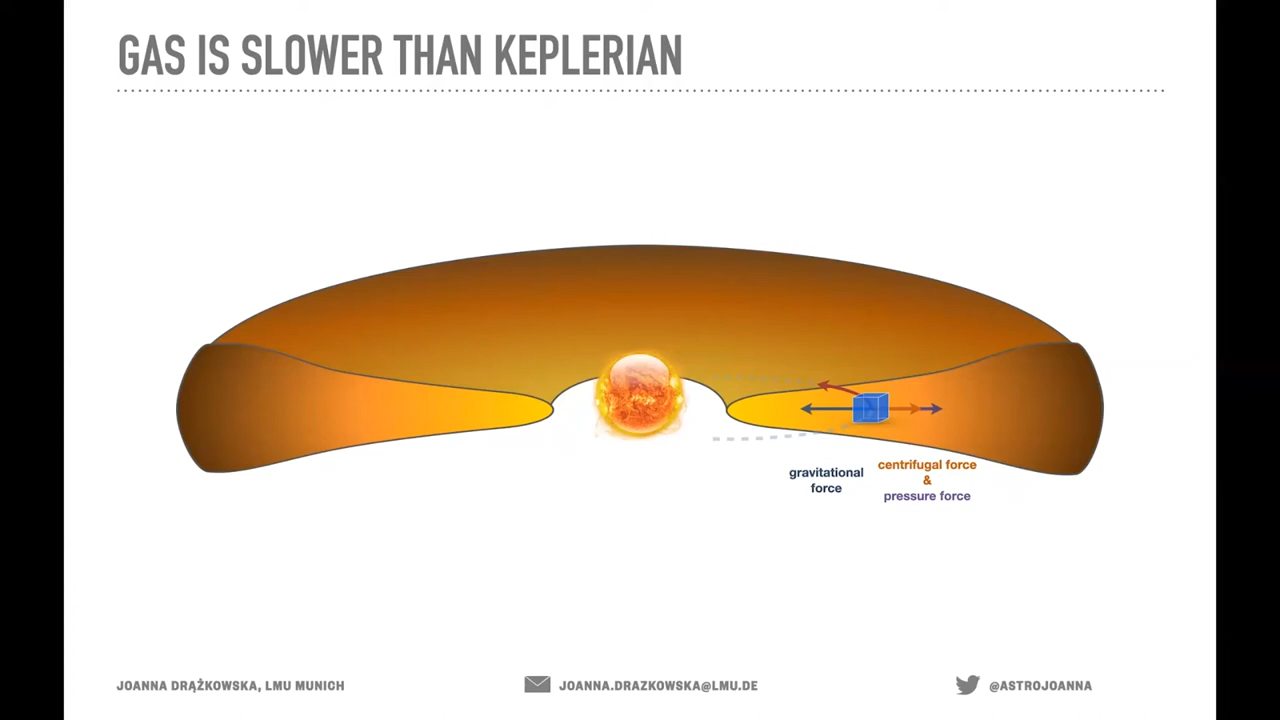 GAS IS SLOWER THAN KEPLERIAN
gravitational
force
centrifugal force
&
pressure force
JOANNA DRĄŻKOWSKA, LMU MUNICH
JOANNA.DRAZKOWSKA@LMU.DE
@ASTROJOANNA